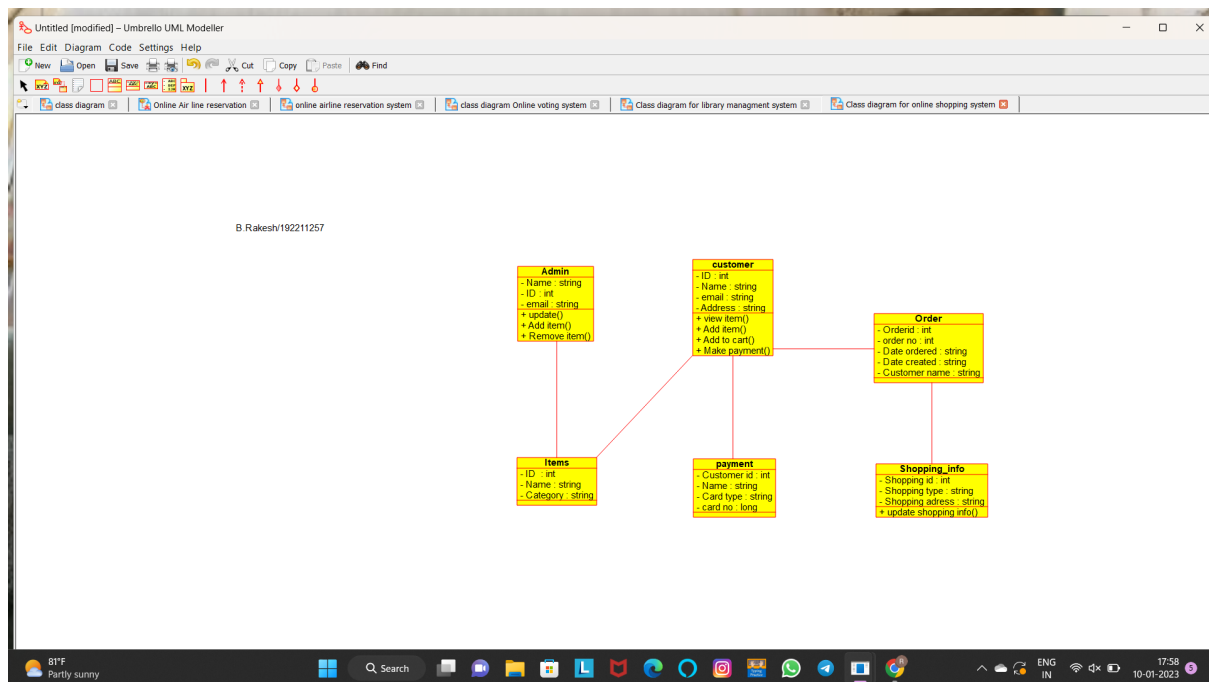 Untitled [modified] – Umbrello UML Modeller
File Edit Diagram Code Settings Help
New Open Save Cut Copy Paste Find
class diagram Online Air line reservation online airline reservation system class diagram Online voting system Class diagram for library managment system Class diagram for online shopping system
B.Rakesh/192211257
Admin
- Name : string
- ID : int
- email : string
+ update()
+ Add item()
+ Remove item()
customer
- ID : int
- Name : string
- email : string
- Address : string
+ view item()
+ Add item()
+ Add to cart()
+ Make payment()
Order
- Orderid : int
- order no : int
- Date ordered : string
- Date created : string
- Customer name : string
Items
- ID : int
- Name : string
- Category : string
payment
- Customer id : int
- Name : string
- Card type : string
- card no : long
Shopping_info
- Shopping id : int
- Shopping type : string
- Shopping adress : string
+ update shopping info()
81°F
Partly sunny
Search
ENG
IN
17:58
10-01-2023
5